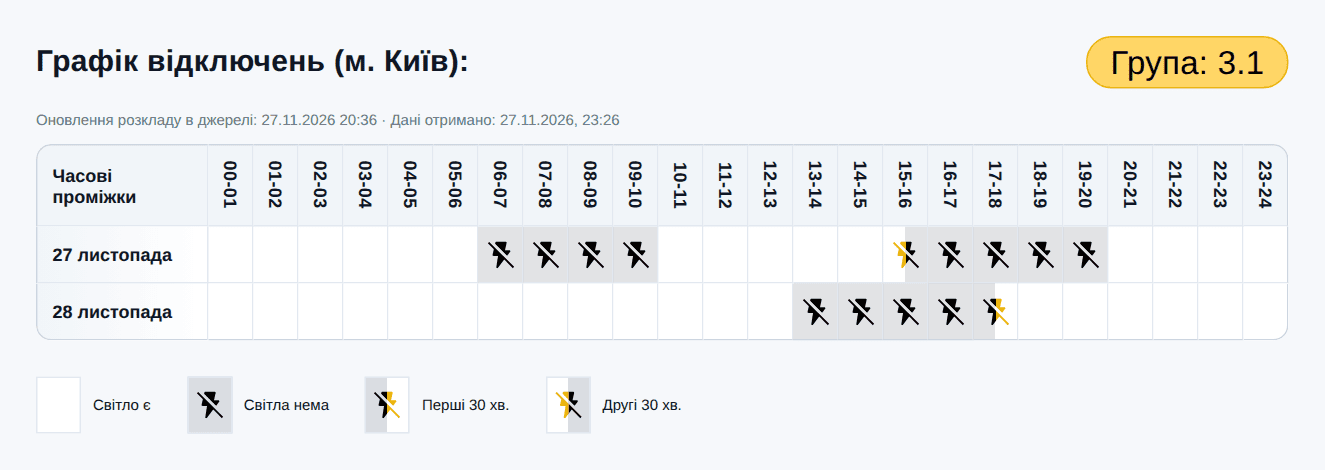 Графік відключень (м. Київ):
Група: 3.1
Оновлення розкладу в джерелі: 27.11.2026 20:36 · Дані отримано: 27.11.2026, 23:26
Часові
проміжки
00-01
01-02
02-03
03-04
04-05
05-06
06-07
07-08
08-09
09-10
10-11
11-12
12-13
13-14
14-15
15-16
16-17
17-18
18-19
19-20
20-21
21-22
22-23
23-24
27 листопада
28 листопада
Світло є
Світла нема
Перші 30 хв.
Другі 30 хв.